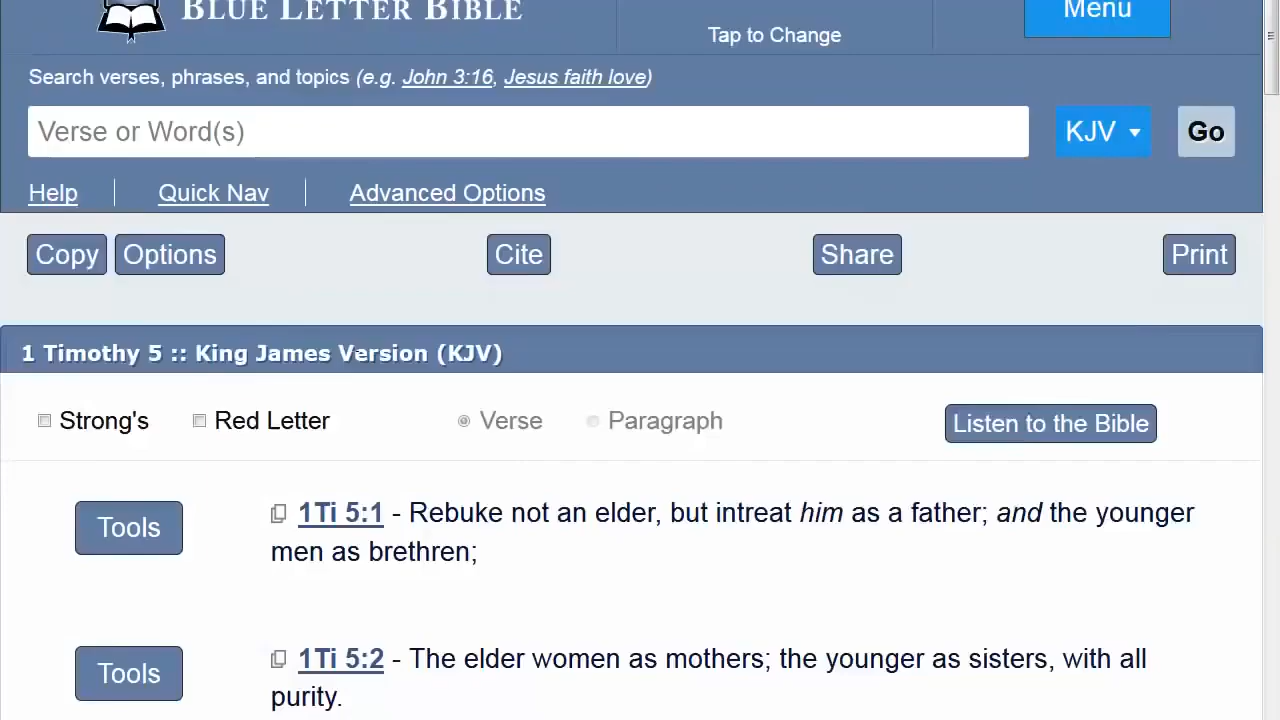 BLUE LETTER BIBLE
Tap to Change
Menu
Search verses, phrases, and topics (e.g. John 3:16, Jesus faith love)
Verse or Word(s)
KJV
Go
Help
Quick Nav
Advanced Options
Copy
Options
Cite
Share
Print
1 Timothy 5 :: King James Version (KJV)
Strong's
Red Letter
Verse
Paragraph
Listen to the Bible
Tools
1Ti 5:1 - Rebuke not an elder, but intreat him as a father; and the younger
men as brethren;
Tools
1Ti 5:2 - The elder women as mothers; the younger as sisters, with all
purity.